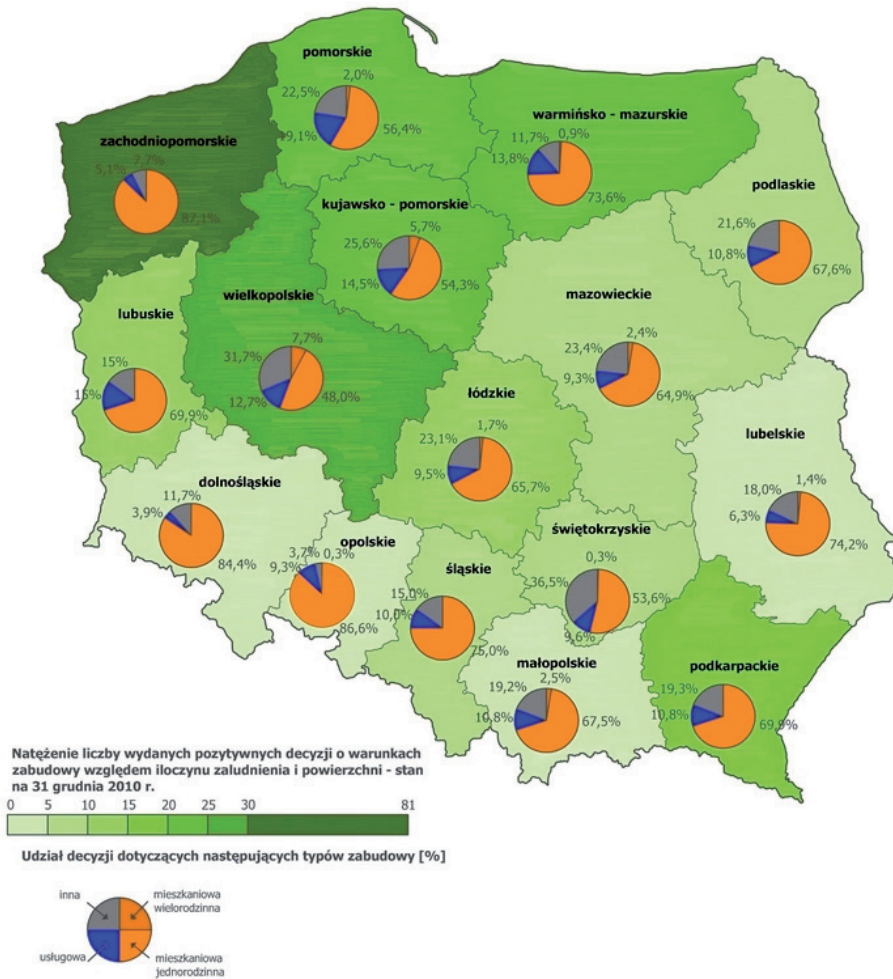 pomorskie
2,0%
22,5%
19,1%
56,4%
warmińsko - mazurskie
11,7%
0,9%
13,8%
73,6%
zachodniopomorskie
5,1%
7,7%
87,1%
podlaskie
21,6%
10,8%
67,6%
kujawsko - pomorskie
5,7%
25,6%
14,5%
54,3%
wielkopolskie
7,7%
31,7%
12,7%
48,0%
mazowieckie
2,4%
23,4%
9,3%
64,9%
lubuskie
15%
15%
69,9%
łódzkie
1,7%
23,1%
9,5%
65,7%
lubelskie
1,4%
18,0%
6,3%
74,2%
dolnośląskie
11,7%
3,9%
84,4%
opolskie
3,7%
0,3%
9,3%
86,6%
śląskie
15,0%
10,0%
75,0%
świętokrzyskie
0,3%
36,5%
53,6%
9,6%
małopolskie
2,5%
19,2%
10,8%
67,5%
podkarpackie
19,3%
10,8%
69,9%
Natężenie liczby wydanych pozytywnych decyzji o warunkach
zabudowy względem iloczynu zaludnienia i powierzchni - stan
na 31 grudnia 2010 r.
0 5 10 15 20 25 30 81
Udział decyzji dotyczących następujących typów zabudowy [%]
inna
mieszkaniowa
wielorodzinna
usługowa
mieszkaniowa
jednorodzinna